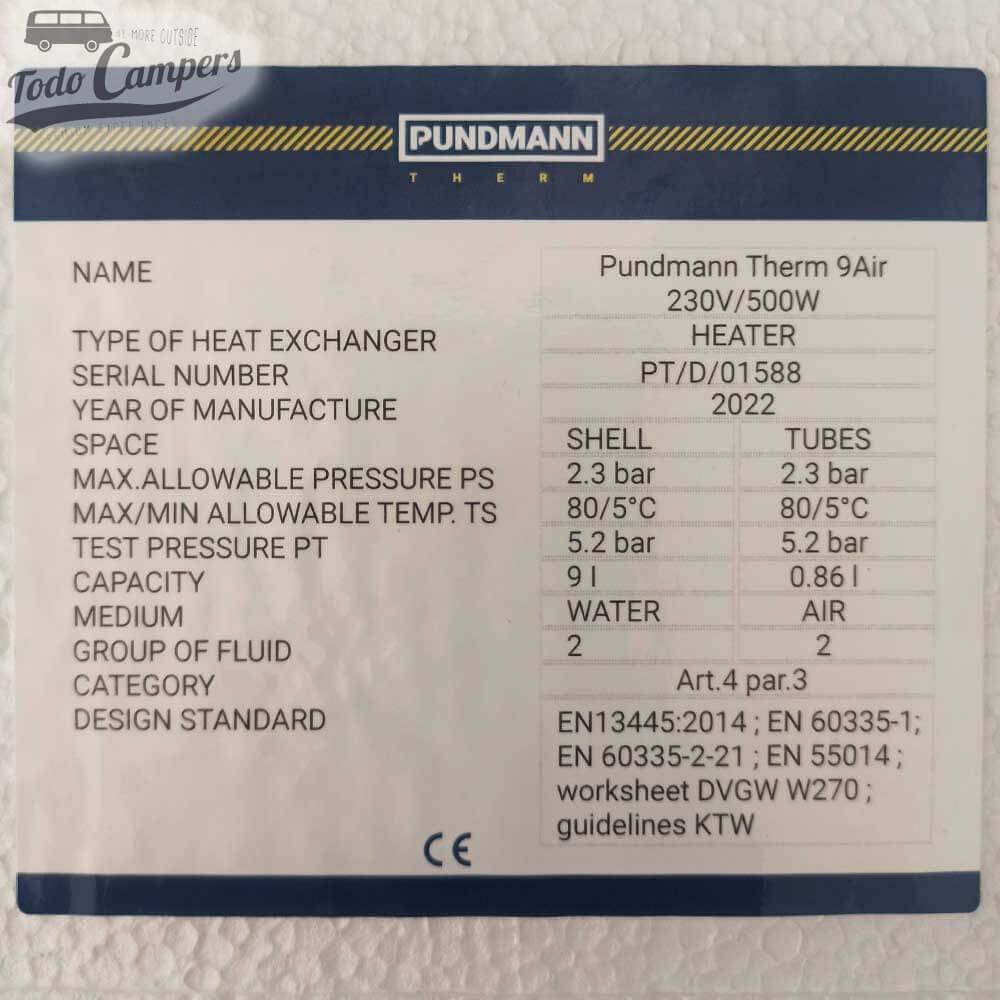 MORE OUTSIDE
Todo Campers
PUNDMANN
THERM
NAME Pundmann Therm 9Air
230V/500W
TYPE OF HEAT EXCHANGER HEATER
SERIAL NUMBER PT/D/01588
YEAR OF MANUFACTURE 2022
SPACE SHELL TUBES
MAX.ALLOWABLE PRESSURE PS 2.3 bar 2.3 bar
MAX/MIN ALLOWABLE TEMP. TS 80/5°C 80/5°C
TEST PRESSURE PT 5.2 bar 5.2 bar
CAPACITY 9 l 0.86 l
MEDIUM WATER AIR
GROUP OF FLUID 2 2
CATEGORY Art.4 par.3
DESIGN STANDARD EN13445:2014 ; EN 60335-1;
EN 60335-2-21 ; EN 55014 ;
worksheet DVGW W270 ;
guidelines KTW
CE